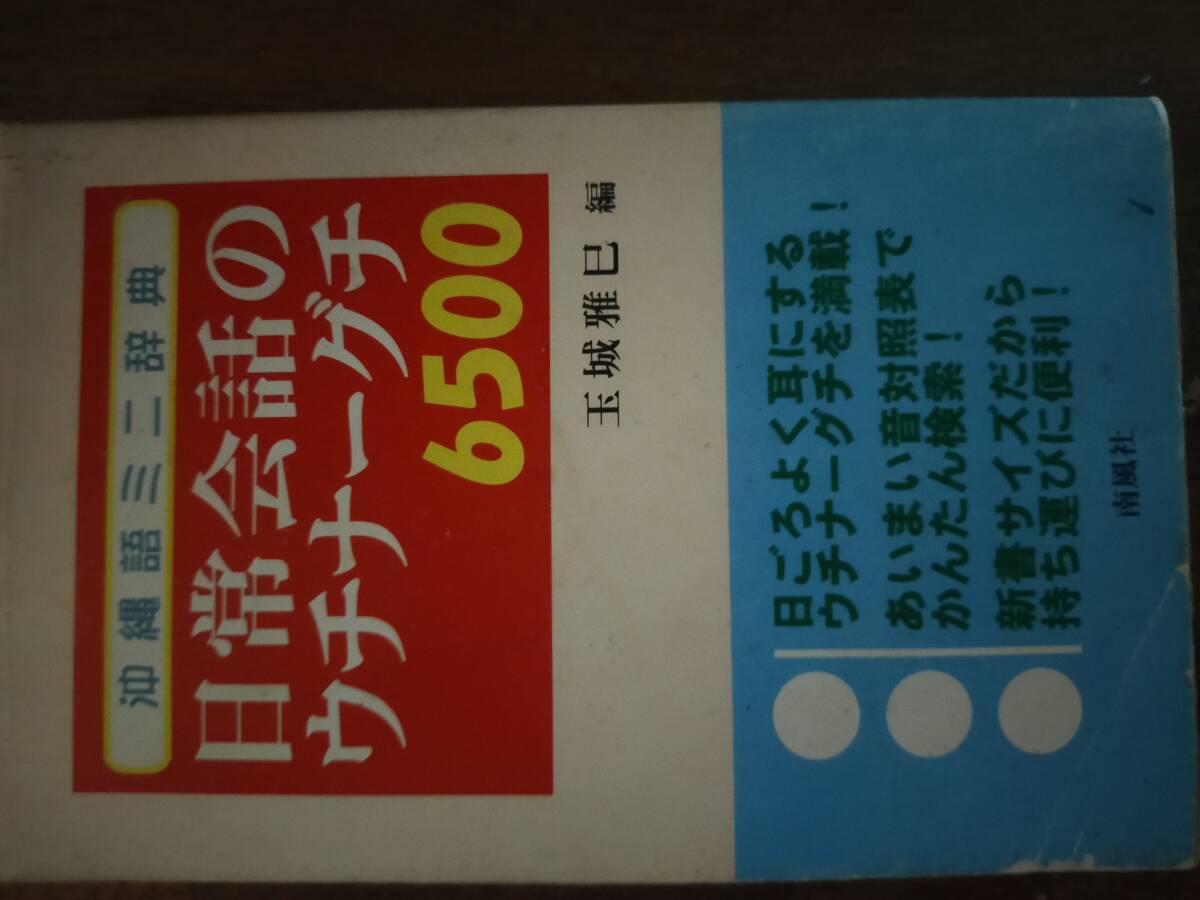 沖縄語ミニ辞典
日常会話の
ウチナーグチ
6500
玉城雅巳 編
日ごろよく耳にする
ウチナーグチを満載!
あいまい音対照表で
かんたん検索!
新書サイズだから
持ち運びに便利!
南風社